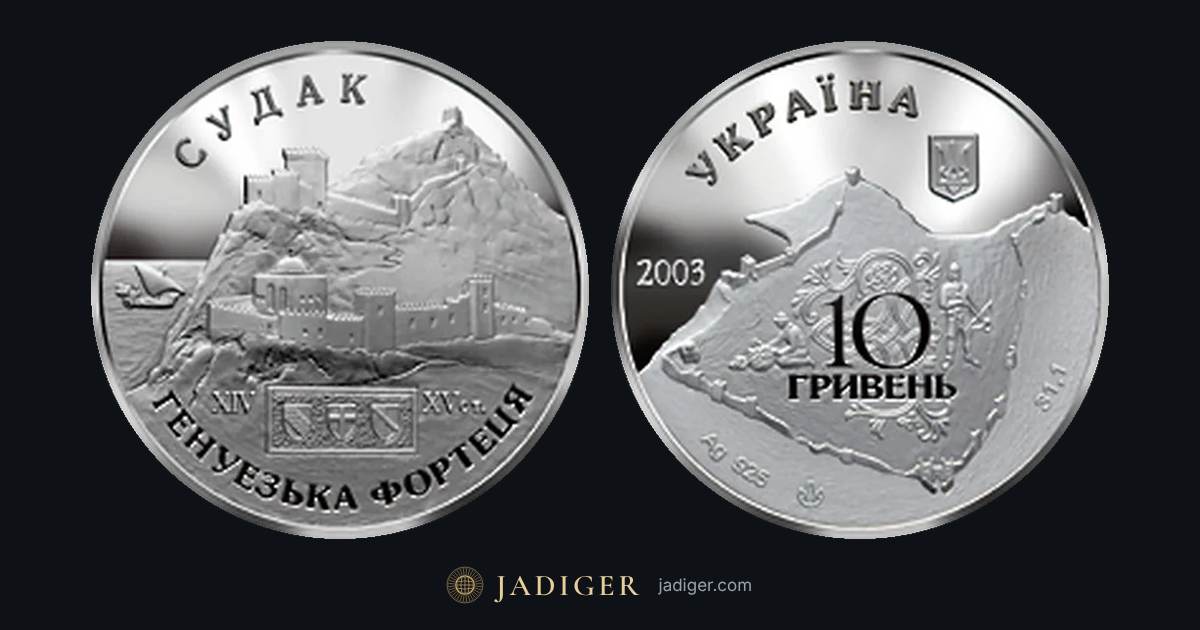 СУДАК
XIV
XV ст.
ГЕНУЕЗЬКА ФОРТЕЦЯ
УКРАЇНА
2003
10
ГРИВЕНЬ
Ag 925
31,1
JADIGER
jadiger.com